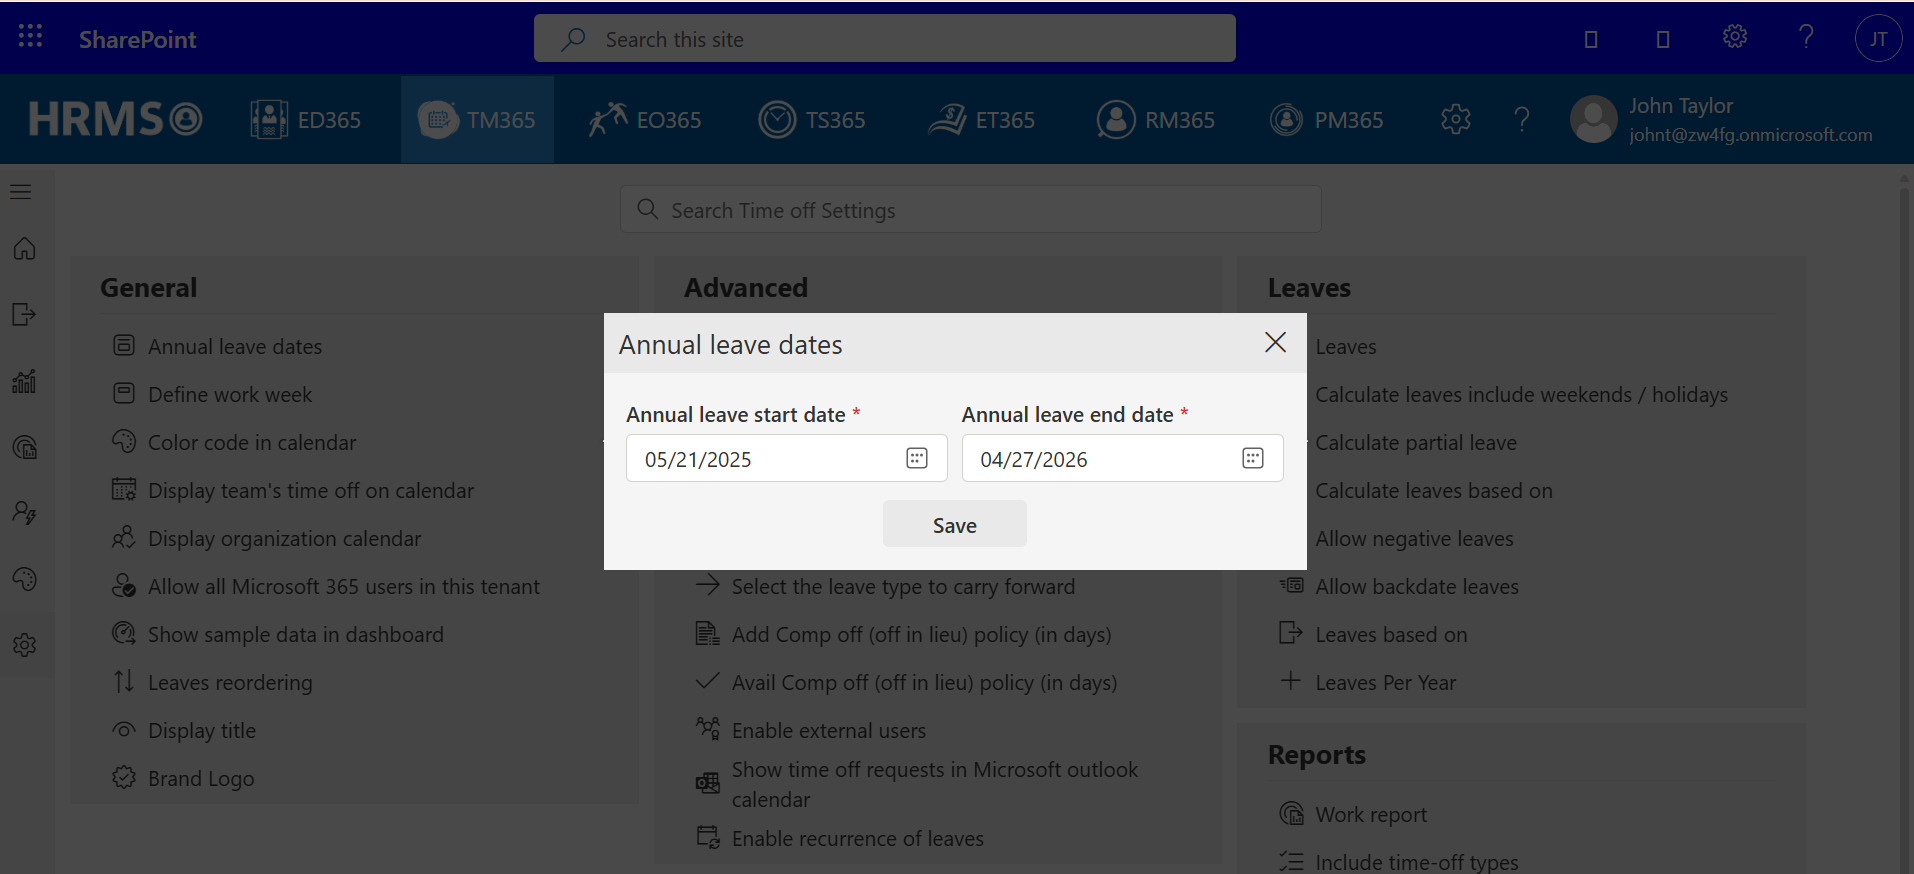 SharePoint
Search this site
JT
HRMS
ED365
TM365
EO365
TS365
ET365
RM365
PM365
John Taylor
johnt@zw4fg.onmicrosoft.com
Search Time off Settings
General
Annual leave dates
Define work week
Color code in calendar
Display team's time off on calendar
Display organization calendar
Allow all Microsoft 365 users in this tenant
Show sample data in dashboard
Leaves reordering
Display title
Brand Logo
Advanced
Annual leave dates
Annual leave start date *
Annual leave end date *
05/21/2025
04/27/2026
Save
Select the leave type to carry forward
Add Comp off (off in lieu) policy (in days)
Avail Comp off (off in lieu) policy (in days)
Enable external users
Show time off requests in Microsoft outlook
calendar
Enable recurrence of leaves
Leaves
Leaves
Calculate leaves include weekends / holidays
Calculate partial leave
Calculate leaves based on
Allow negative leaves
Allow backdate leaves
Leaves based on
Leaves Per Year
Reports
Work report
Include time-off types